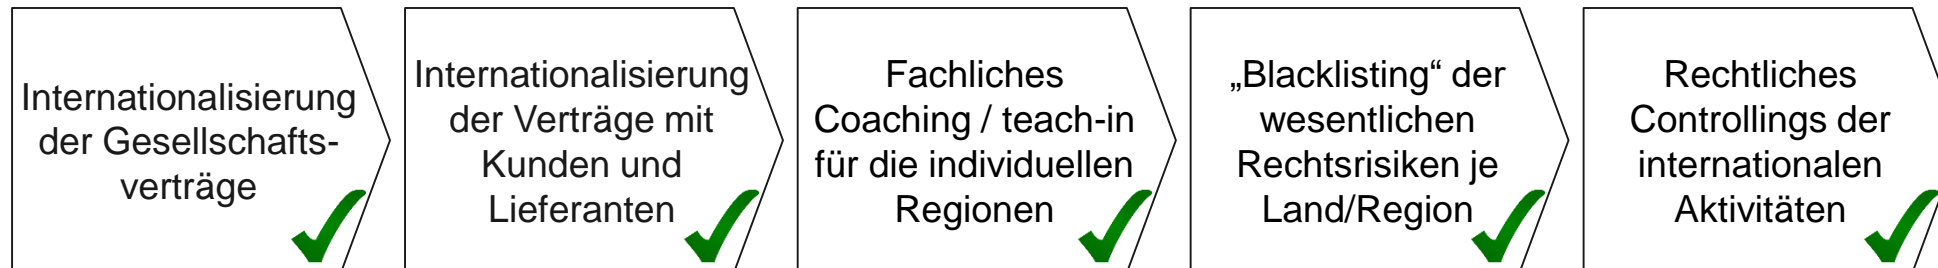 Internationalisierung
der Gesellschafts-
verträge
Internationalisierung
der Verträge mit
Kunden und
Lieferanten
Fachliches
Coaching / teach-in
für die individuellen
Regionen
„Blacklisting“ der
wesentlichen
Rechtsrisiken je
Land/Region
Rechtliches
Controllings der
internationalen
Aktivitäten